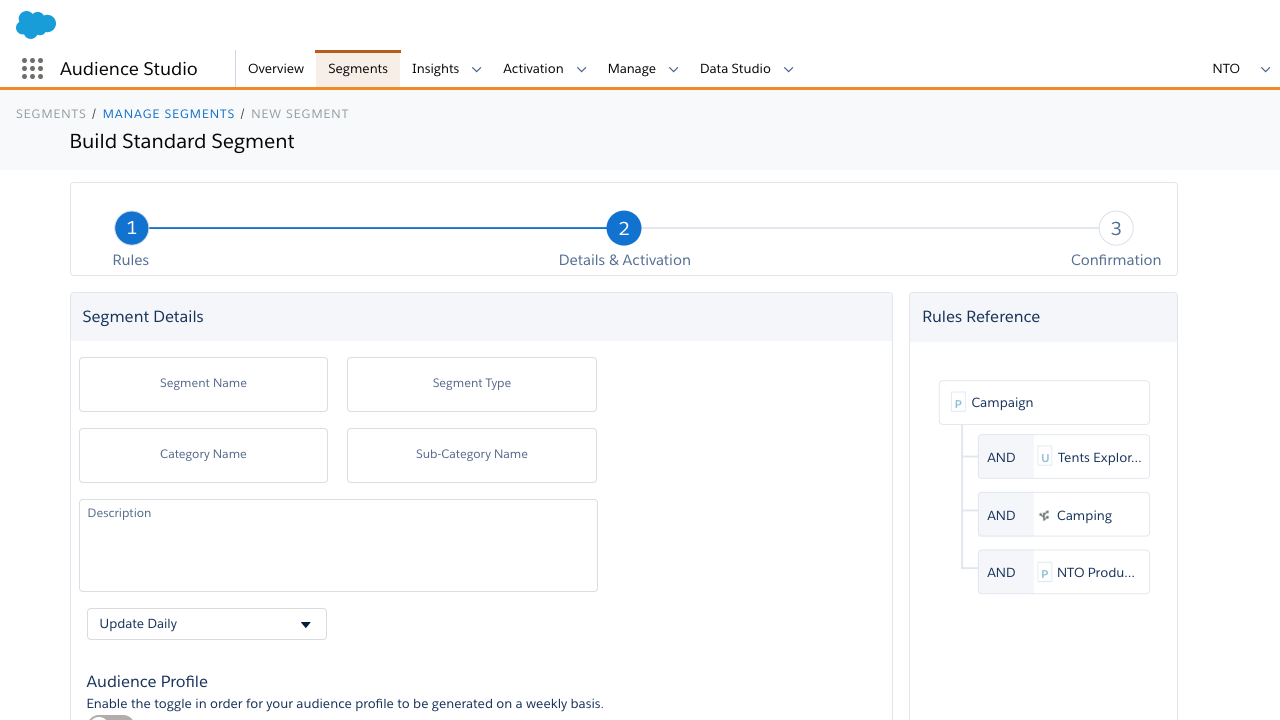 Audience Studio
Overview
Segments
Insights
Activation
Manage
Data Studio
NTO
SEGMENTS / MANAGE SEGMENTS / NEW SEGMENT
Build Standard Segment
1
2
3
Rules
Details & Activation
Confirmation
Segment Details
Segment Name
Segment Type
Category Name
Sub-Category Name
Description
Update Daily
Audience Profile
Enable the toggle in order for your audience profile to be generated on a weekly basis.
Rules Reference
P Campaign
AND U Tents Explor...
AND Camping
AND P NTO Produ...